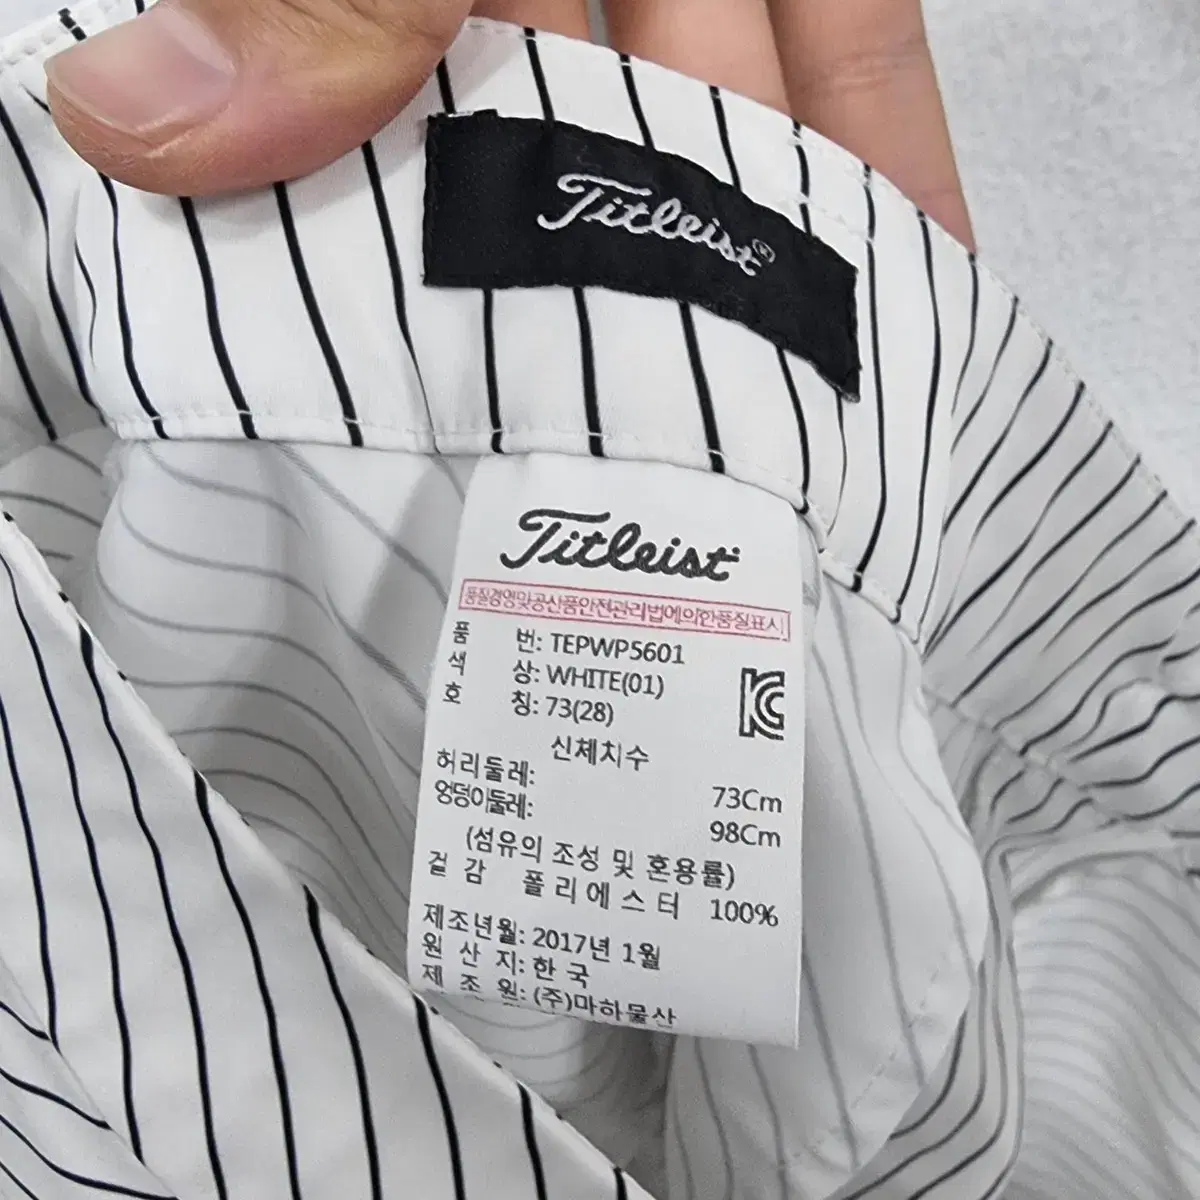 Titleist®
Titleist
품질경영및공산품안전관리법에의한품질표시
품 번: TEPWP5601
색 상: WHITE(01)
호 칭: 73(28)
신체치수
허리둘레: 73Cm
엉덩이둘레: 98Cm
(섬유의 조성 및 혼용률)
겉감 폴리에스터 100%
제조년월: 2017년 1월
원산지: 한국
제조원: (주)마하물산